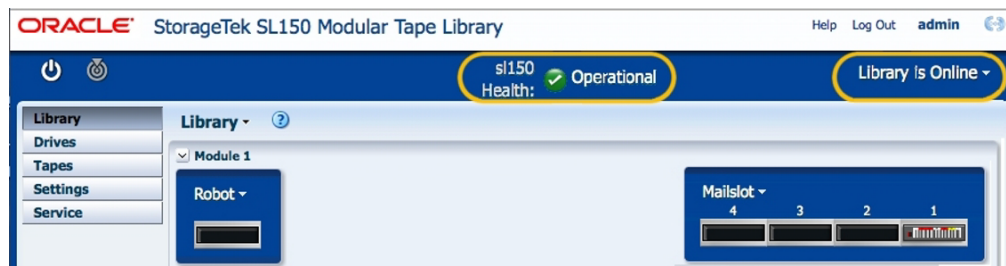 ORACLE® StorageTek SL150 Modular Tape Library
Help Log Out admin
sl150
Health: Operational
Library is Online
Library
Drives
Tapes
Settings
Service
Library
Module 1
Robot
Mailslot
4 3 2 1